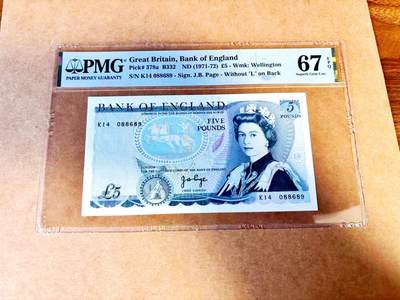 PMG
PAPER MONEY GUARANTY
Great Britain, Bank of England
Pick# 378a B332 ND (1971-72) £5 - Wmk: Wellington
S/N K14 088689 - Sign. J.B. Page - Without "L" on Back
67 EPQ
Superb Gem Unc
BANK OF ENGLAND
5
POUNDS
K14 088689
FIVE
POUNDS
£5
K14 088689